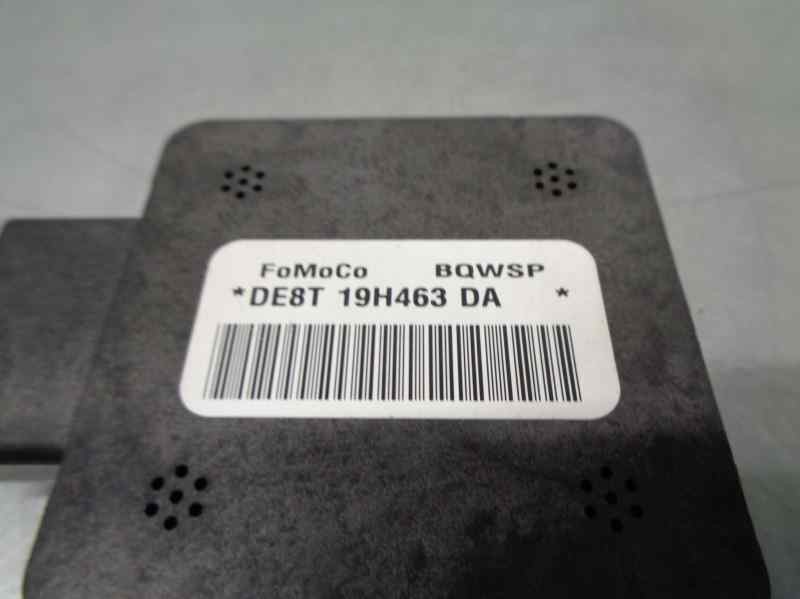 FoMoCo BQWSP
*DE8T 19H463 DA *